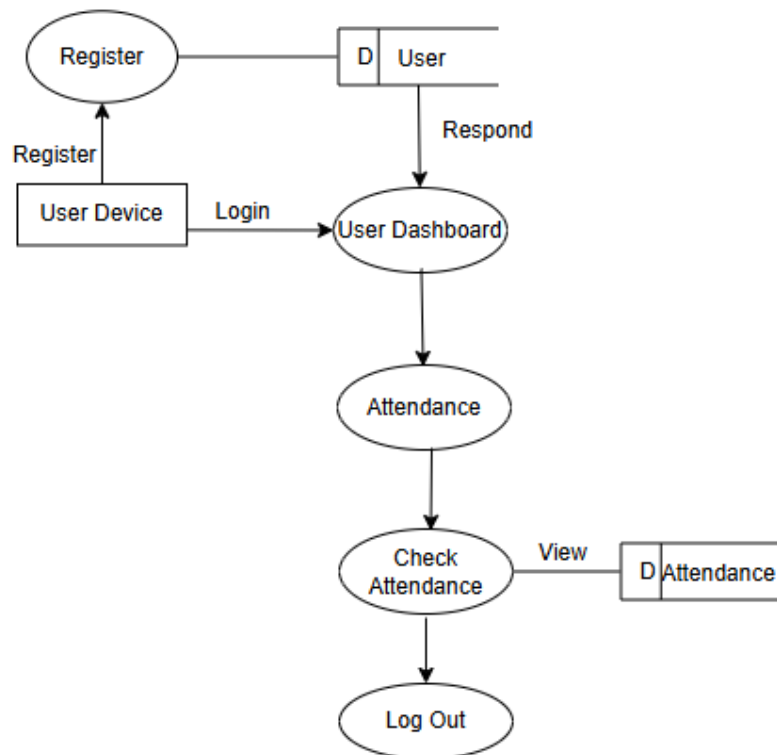 Register
D User
Respond
Register
User Device
Login
User Dashboard
Attendance
Check
Attendance
View
D Attendance
Log Out